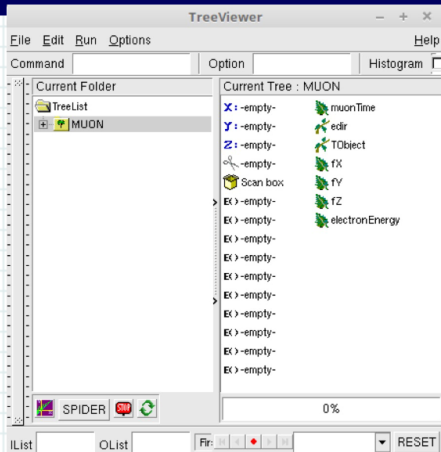 TreeViewer
File Edit Run Options Help
Command Option Histogram
Current Folder Current Tree : MUON
TreeList
MUON
X: -empty- muonTime
Y: -empty- edir
Z: -empty- TObject
-empty- fX
Scan box fY
E() -empty- fZ
E() -empty- electronEnergy
E() -empty-
E() -empty-
E() -empty-
E() -empty-
E() -empty-
E() -empty-
E() -empty-
E() -empty-
STOP
SPIDER 0%
IList OList Fir: RESET